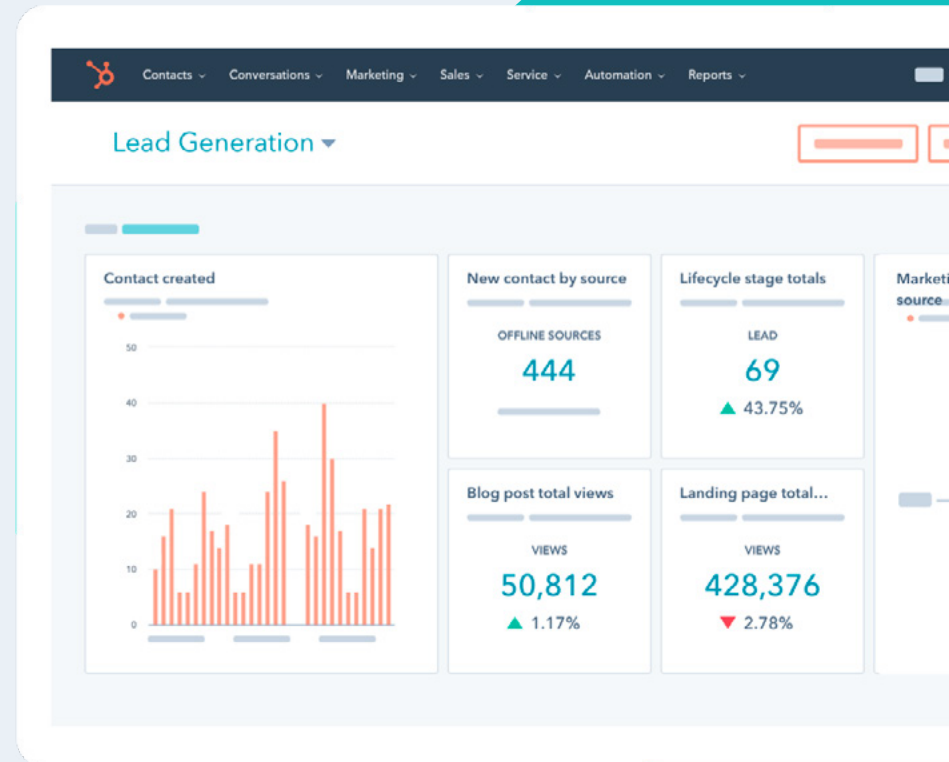 Contacts Conversations Marketing Sales Service Automation Reports
Lead Generation
Contact created
50
40
30
20
10
0
New contact by source
OFFLINE SOURCES
444
Lifecycle stage totals
LEAD
69
43.75%
Marketi
source
Blog post total views
VIEWS
50,812
1.17%
Landing page total...
VIEWS
428,376
2.78%